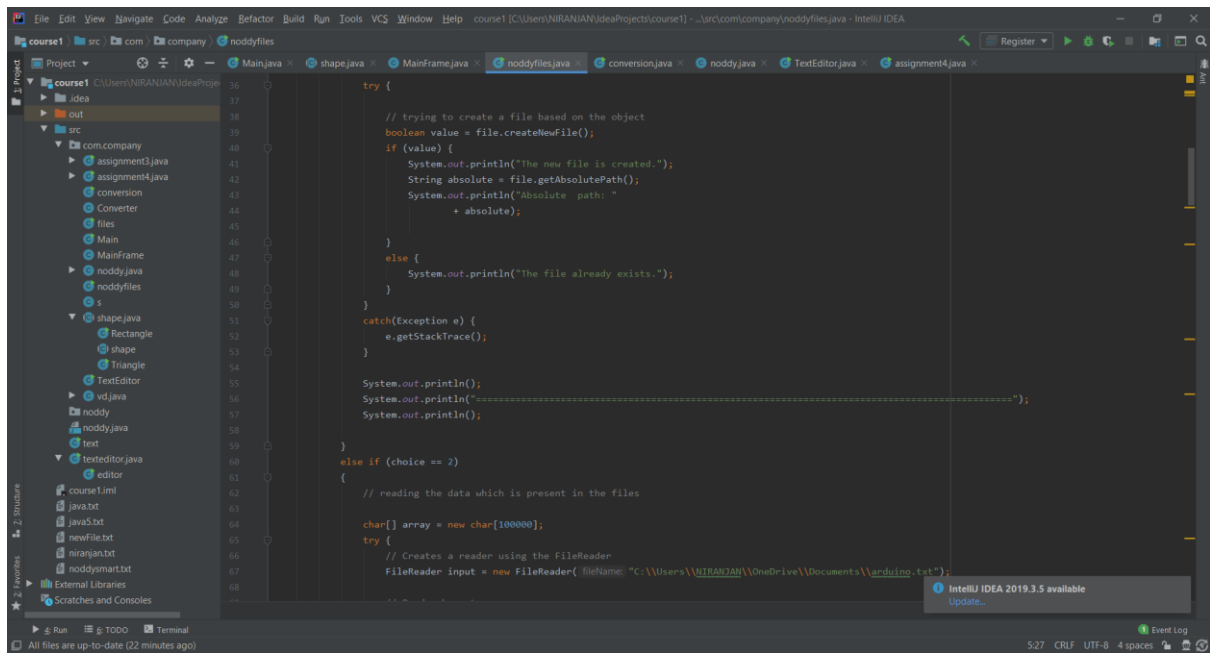 File Edit View Navigate Code Analyze Refactor Build Run Tools VCS Window Help course1 [C:\Users\NIRANJAN\IdeaProjects\course1] - ...\src\com\company\noddyfiles.java - IntelliJ IDEA
course1 src com company noddyfiles Register
Project Main.java shape.java MainFrame.java noddyfiles.java conversion.java noddy.java TextEditor.java assignment4.java
1: Project
Ant
course1 C:\Users\NIRANJAN\IdeaProje
.idea
out
src
com.company
assignment3.java
assignment4.java
conversion
Converter
files
Main
MainFrame
noddy.java
noddyfiles
s
shape.java
Rectangle
shape
Triangle
TextEditor
vd.java
noddy
noddy.java
text
texteditor.java
editor
course1.iml
java.txt
java5.txt
newFile.txt
niranjan.txt
noddysmart.txt
External Libraries
Scratches and Consoles
Z: Structure
2: Favorites
36 try {
37
38 // trying to create a file based on the object
39 boolean value = file.createNewFile();
40 if (value) {
41 System.out.println("The new file is created.");
42 String absolute = file.getAbsolutePath();
43 System.out.println("Absolute  path: "
44 + absolute);
45
46 }
47 else {
48 System.out.println("The file already exists.");
49 }
50 }
51 catch(Exception e) {
52 e.getStackTrace();
53 }
54
55 System.out.println();
56 System.out.println("=========================================================================================");
57 System.out.println();
58
59 }
60 else if (choice == 2)
61 {
62 // reading the data which is present in the files
63
64 char[] array = new char[100000];
65 try {
66 // Creates a reader using the FileReader
67 FileReader input = new FileReader( fileName: "C:\\Users\\NIRANJAN\\OneDrive\\Documents\\arduino.txt");
68
IntelliJ IDEA 2019.3.5 available
Update...
4: Run 6: TODO Terminal 1 Event Log
All files are up-to-date (22 minutes ago) 5:27 CRLF UTF-8 4 spaces